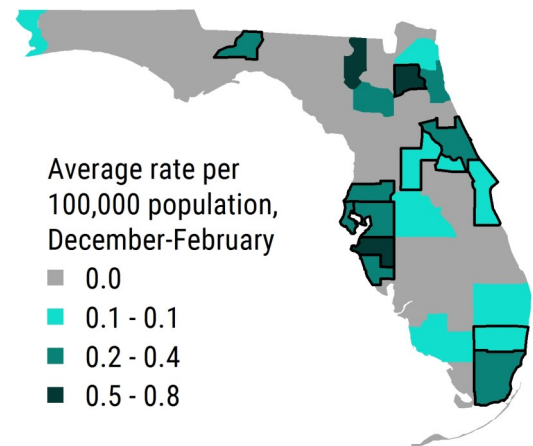 Average rate per
100,000 population,
December-February
0.0
0.1 - 0.1
0.2 - 0.4
0.5 - 0.8